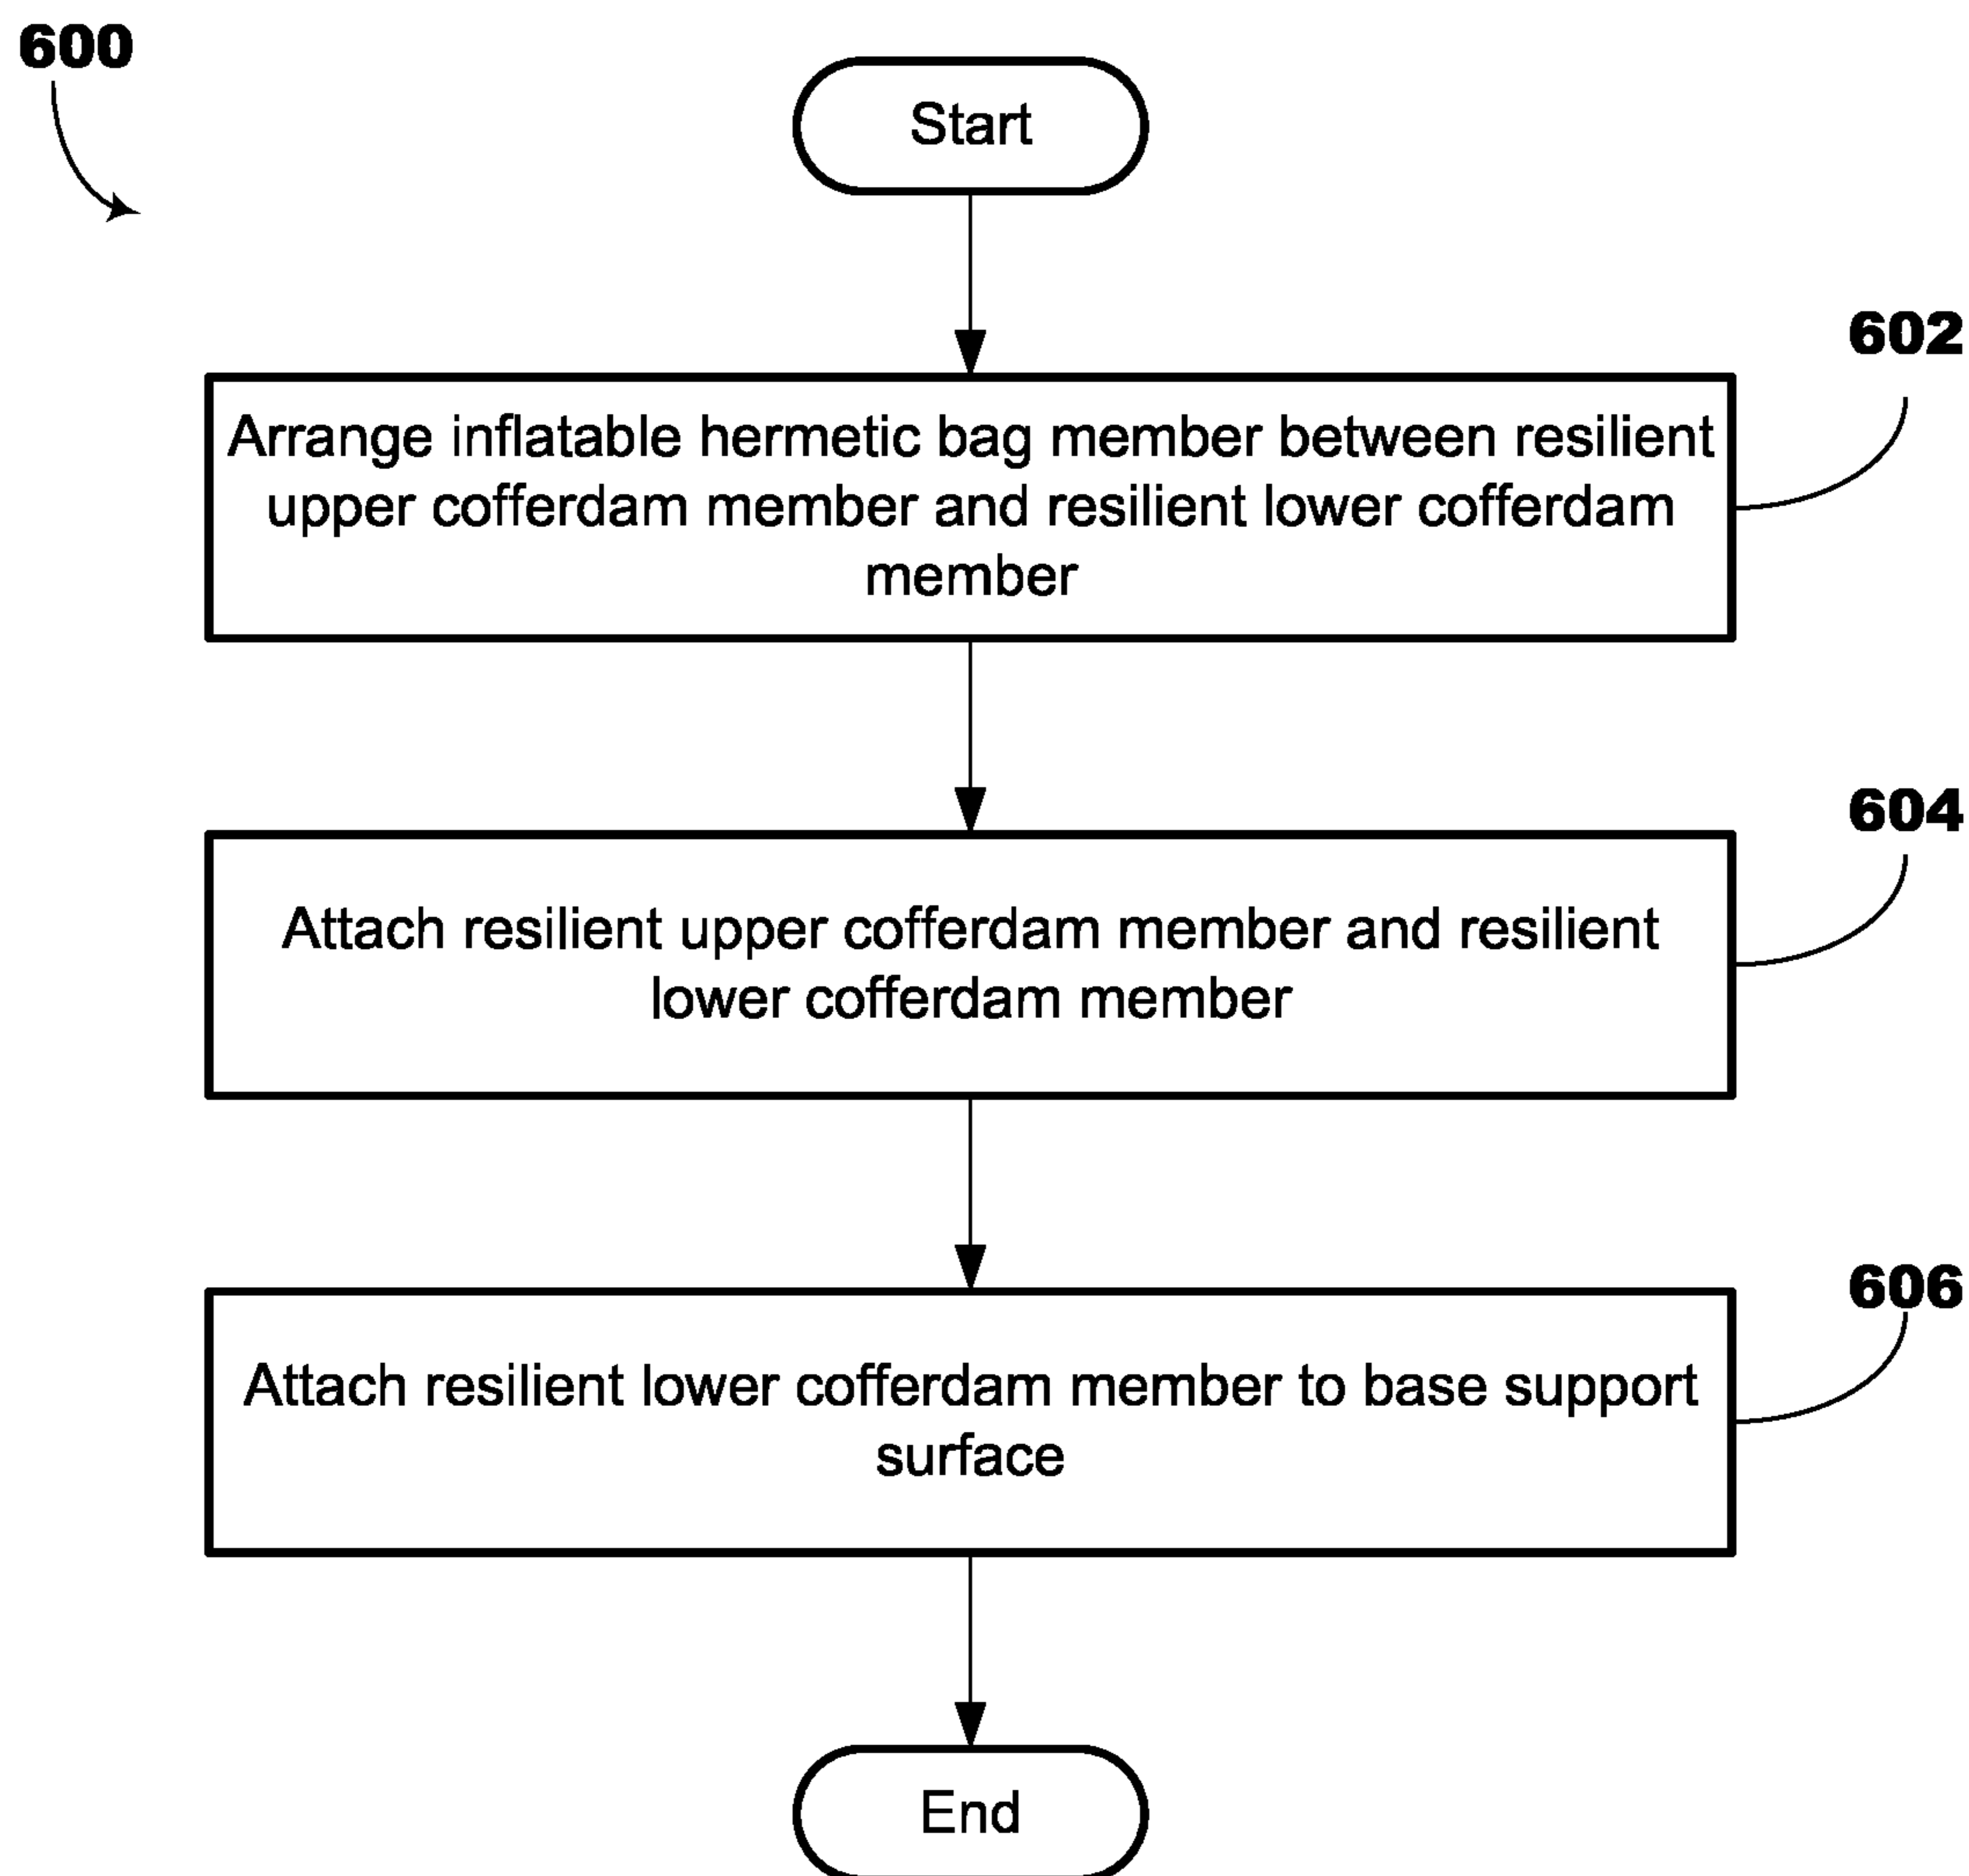 600
Start
602
Arrange inflatable hermetic bag member between resilient
upper cofferdam member and resilient lower cofferdam
member
604
Attach resilient upper cofferdam member and resilient
lower cofferdam member
606
Attach resilient lower cofferdam member to base support
surface
End